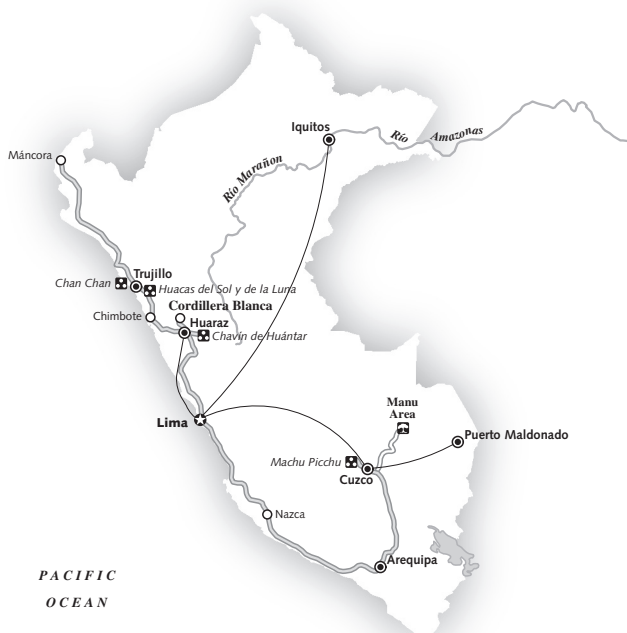 Iquitos
Río Amazonas
Máncora
Río Marañon
Trujillo
Chan Chan
Huacas del Sol y de la Luna
Cordillera Blanca
Chimbote
Huaraz
Chavín de Huántar
Manu
Area
Lima
Puerto Maldonado
Machu Picchu
Cuzco
Nazca
Arequipa
PACIFIC
OCEAN